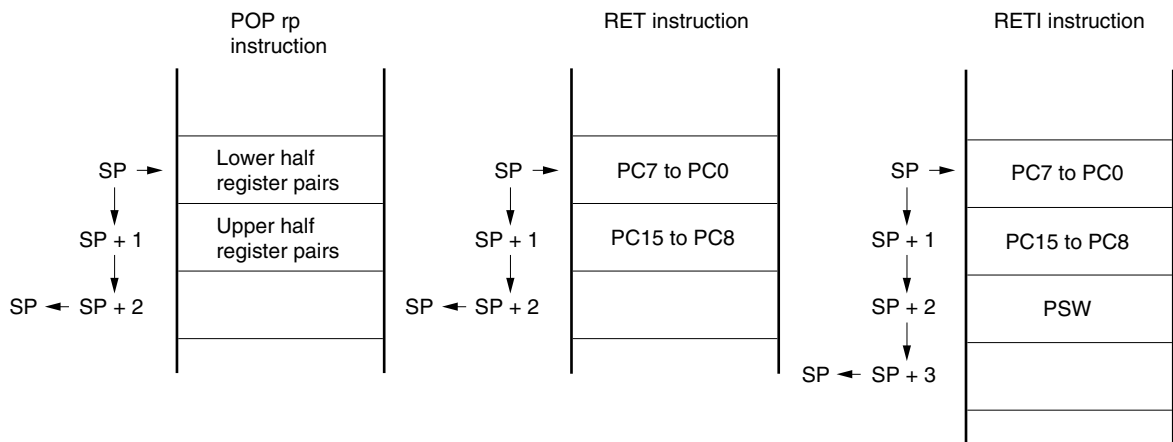 POP rp
instruction
SP
Lower half
register pairs
SP + 1
Upper half
register pairs
SP
SP + 2
RET instruction
SP
PC7 to PC0
SP + 1
PC15 to PC8
SP
SP + 2
RETI instruction
SP
PC7 to PC0
SP + 1
PC15 to PC8
SP + 2
PSW
SP
SP + 3